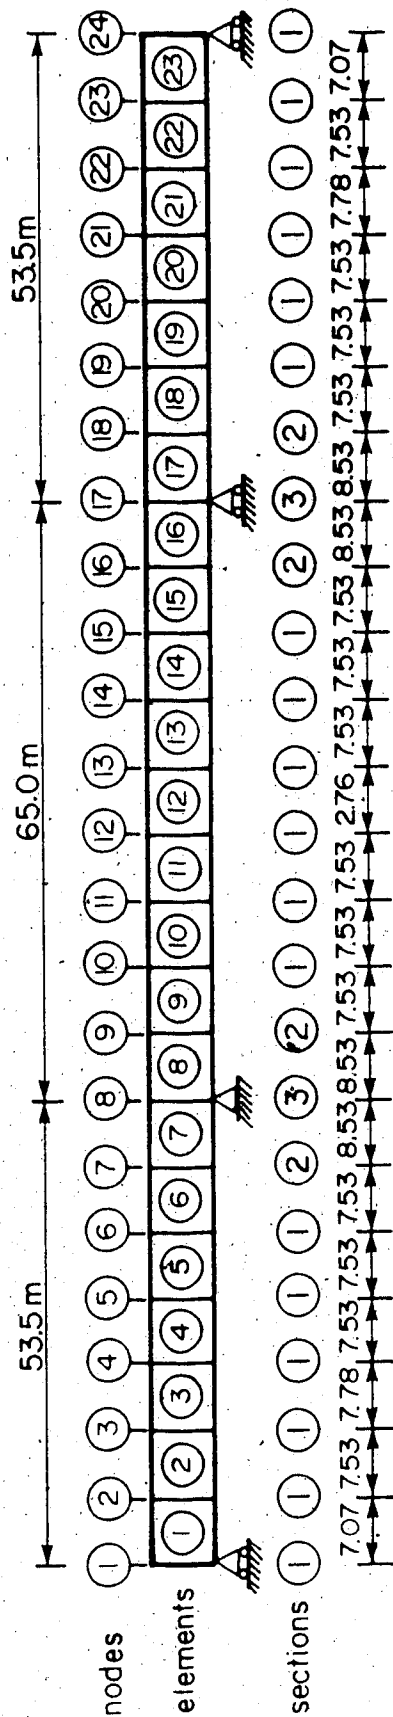 53.5m 65.0 m 53.5m
nodes 1 2 3 4 5 6 7 8 9 10 11 12 13 14 15 16 17 18 19 20 21 22 23 24
elements 1 2 3 4 5 6 7 8 9 10 11 12 13 14 15 16 17 18 19 20 21 22 23
sections 1 1 1 1 1 1 2 3 2 1 1 1 1 1 1 2 3 2 1 1 1 1 1 1
7.07 7.53 7.78 7.53 7.53 7.53 8.53 8.53 7.53 7.53 7.53 2.76 7.53 7.53 7.53 8.53 8.53 7.53 7.53 7.53 7.78 7.53 7.07